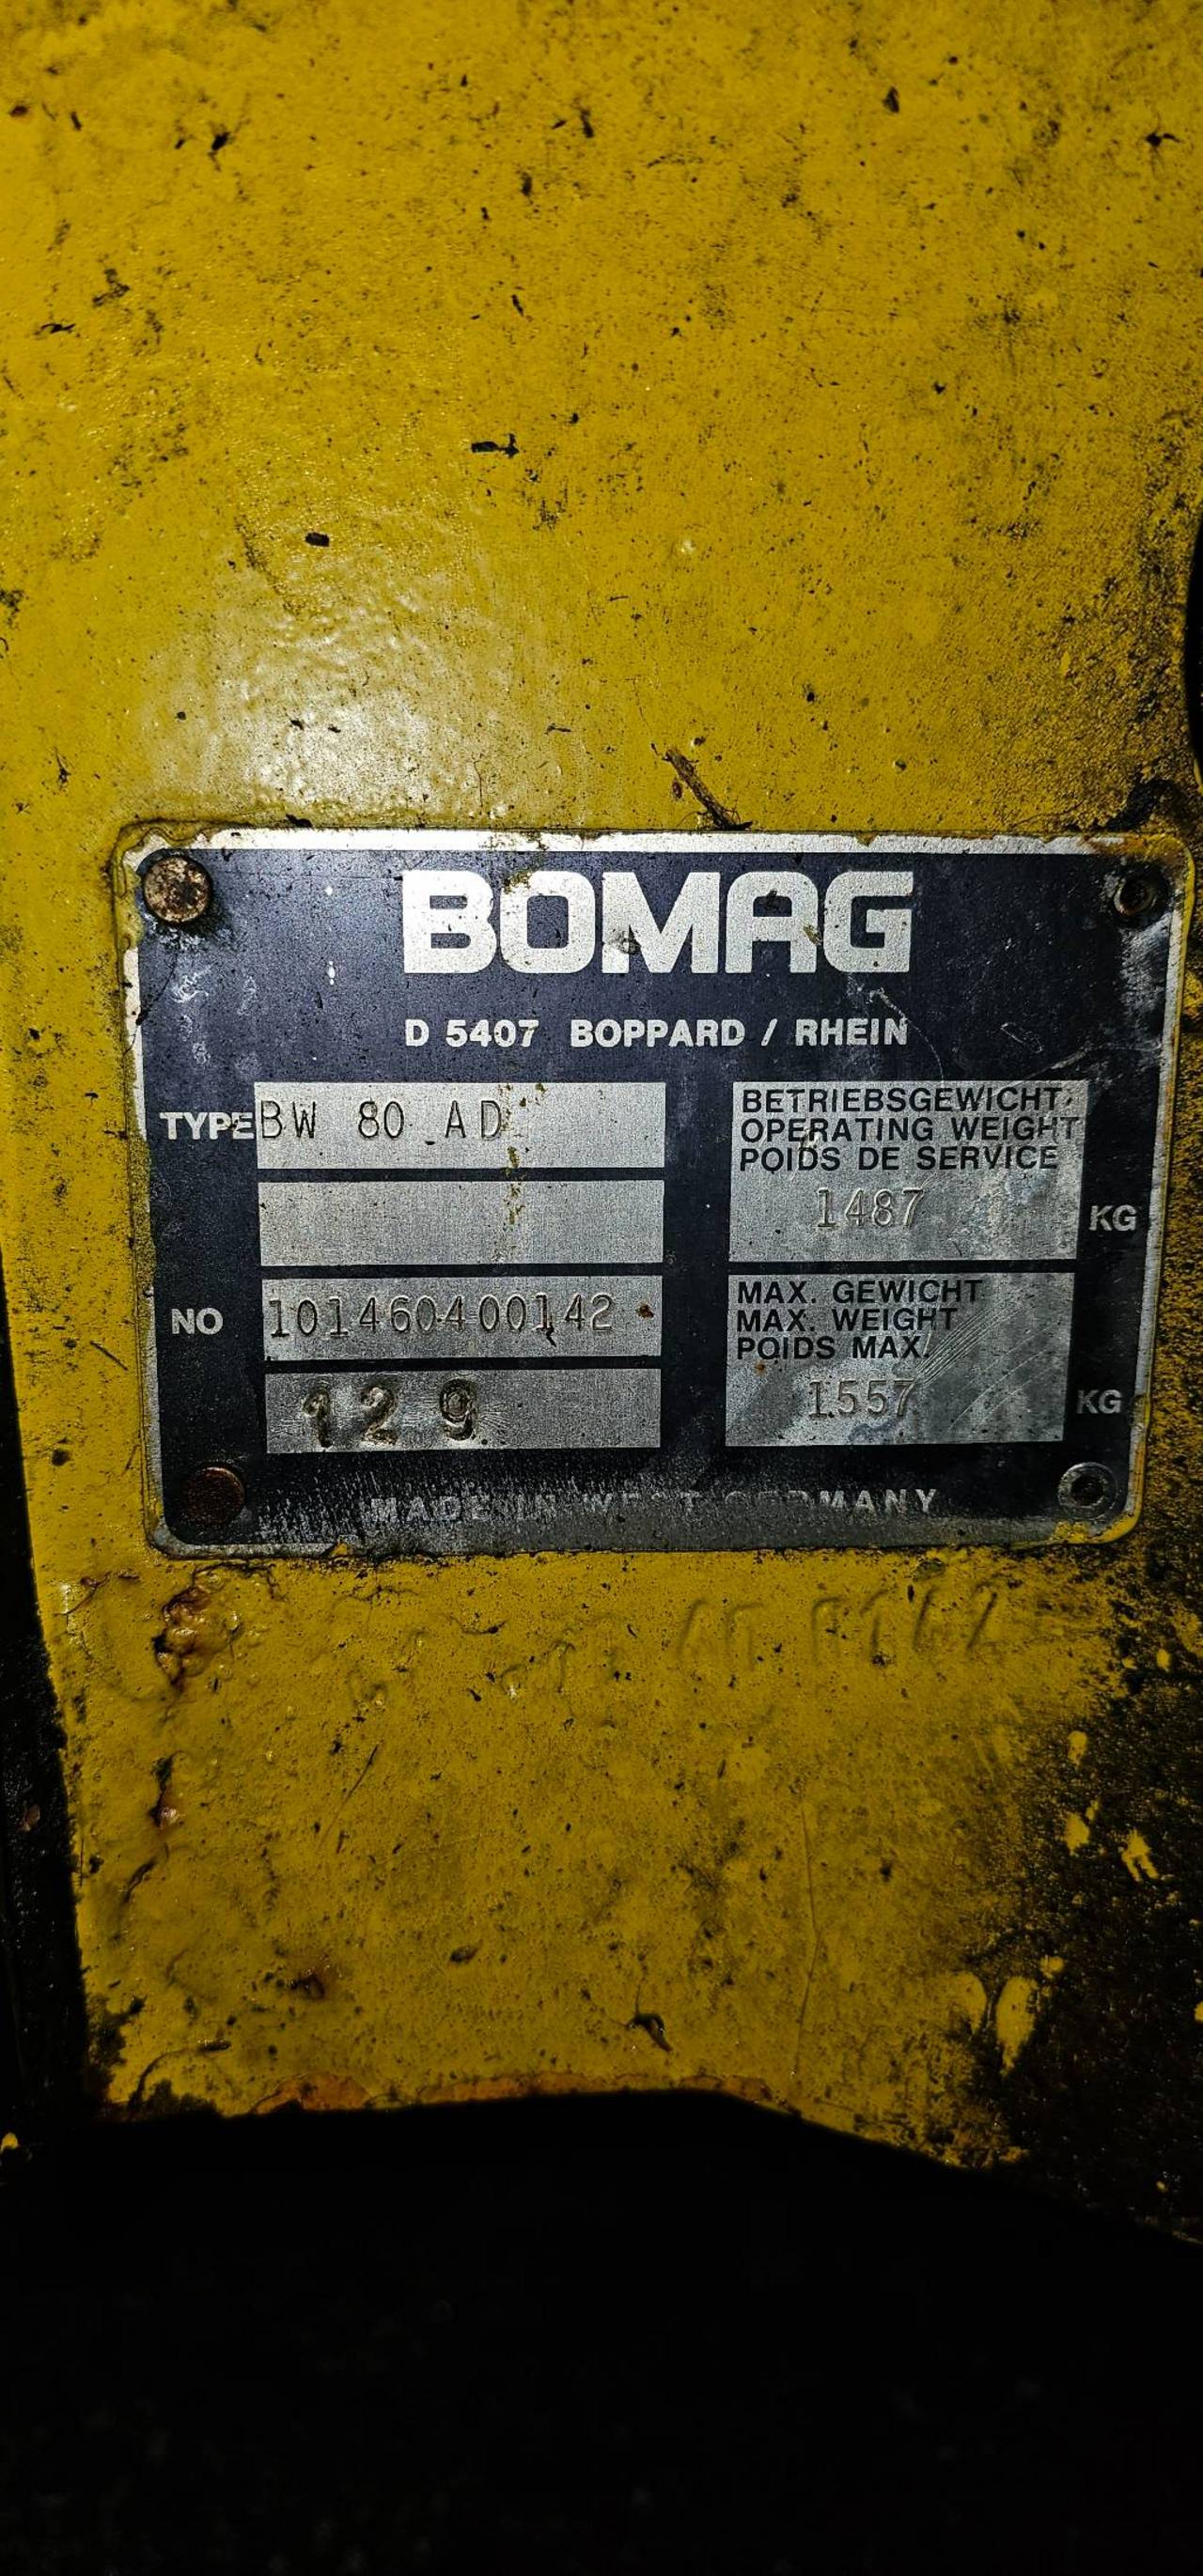 BOMAG
D 5407 BOPPARD / RHEIN
TYPE BW 80 AD
BETRIEBSGEWICHT
OPERATING WEIGHT
POIDS DE SERVICE
1487 KG
NO 101460400142
MAX. GEWICHT
MAX. WEIGHT
POIDS MAX.
1557 KG
129
MADE IN WEST GERMANY